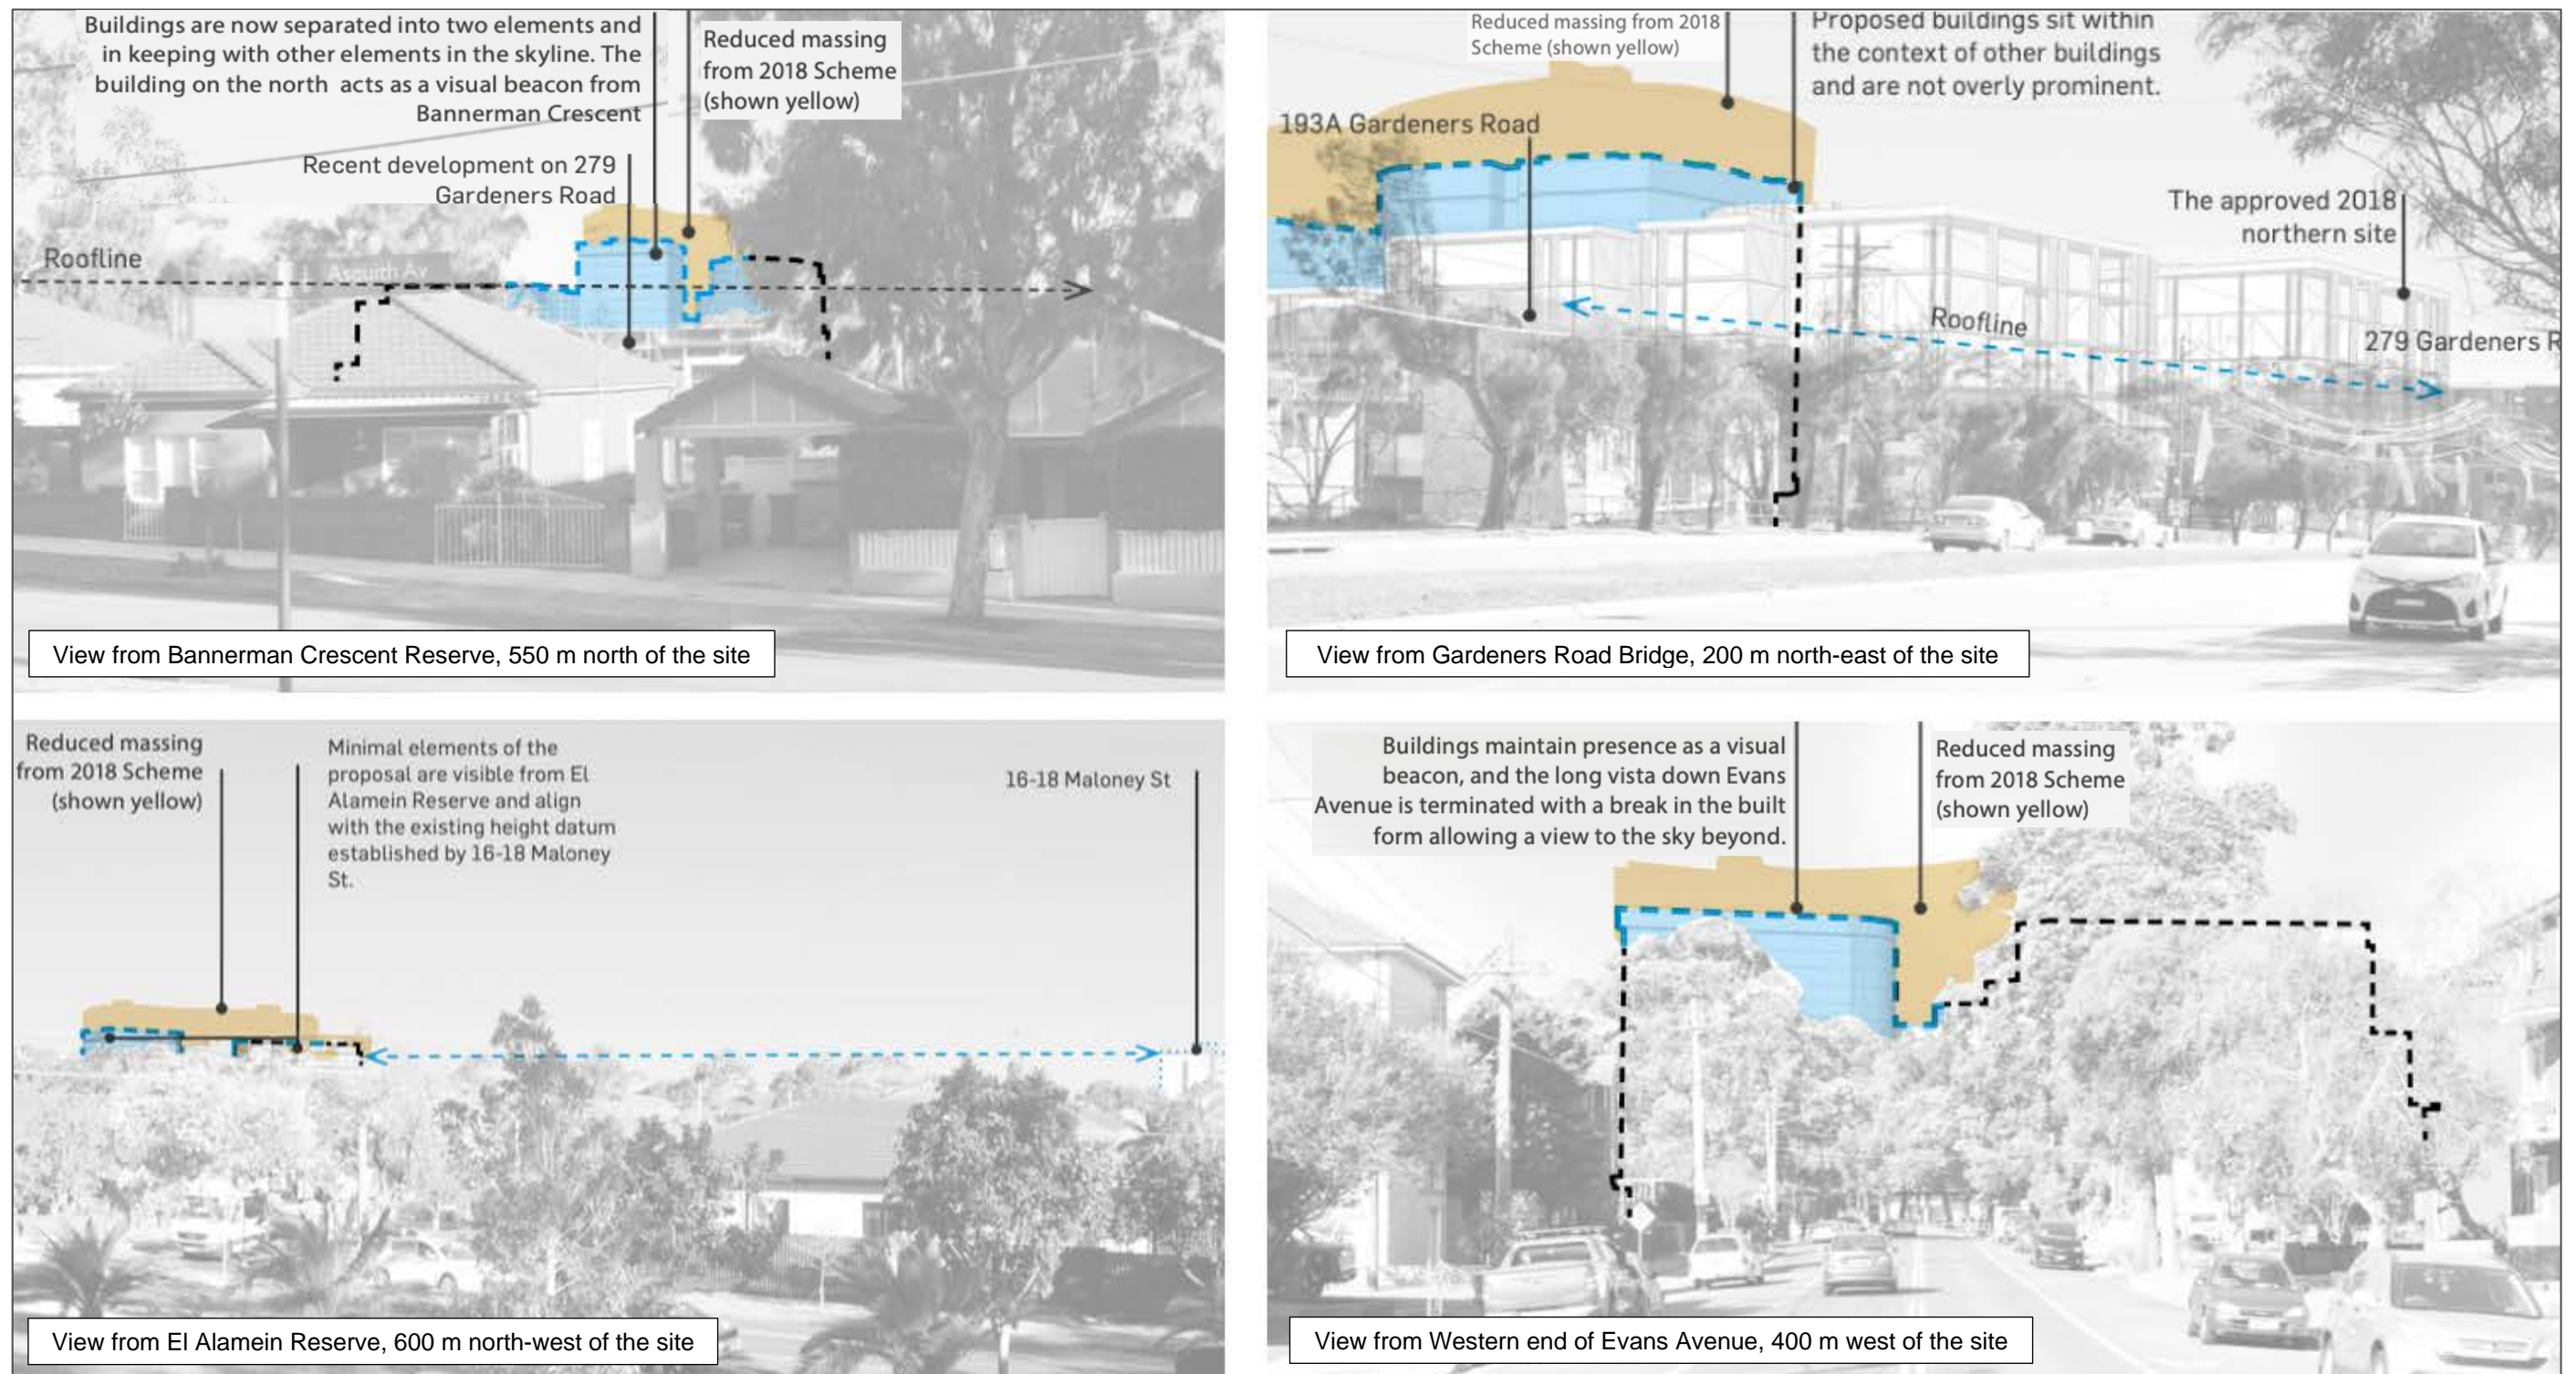 Buildings are now separated into two elements and
in keeping with other elements in the skyline. The
building on the north acts as a visual beacon from
Bannerman Crescent
Reduced massing
from 2018 Scheme
(shown yellow)
Recent development on 279
Gardeners Road
Roofline
Asquith Av
View from Bannerman Crescent Reserve, 550 m north of the site
Reduced massing from 2018
Scheme (shown yellow)
Proposed buildings sit within
the context of other buildings
and are not overly prominent.
193A Gardeners Road
The approved 2018
northern site
Roofline
279 Gardeners R
View from Gardeners Road Bridge, 200 m north-east of the site
Reduced massing
from 2018 Scheme
(shown yellow)
Minimal elements of the
proposal are visible from El
Alamein Reserve and align
with the existing height datum
established by 16-18 Maloney
St.
16-18 Maloney St
View from El Alamein Reserve, 600 m north-west of the site
Buildings maintain presence as a visual
beacon, and the long vista down Evans
Avenue is terminated with a break in the built
form allowing a view to the sky beyond.
Reduced massing
from 2018 Scheme
(shown yellow)
View from Western end of Evans Avenue, 400 m west of the site